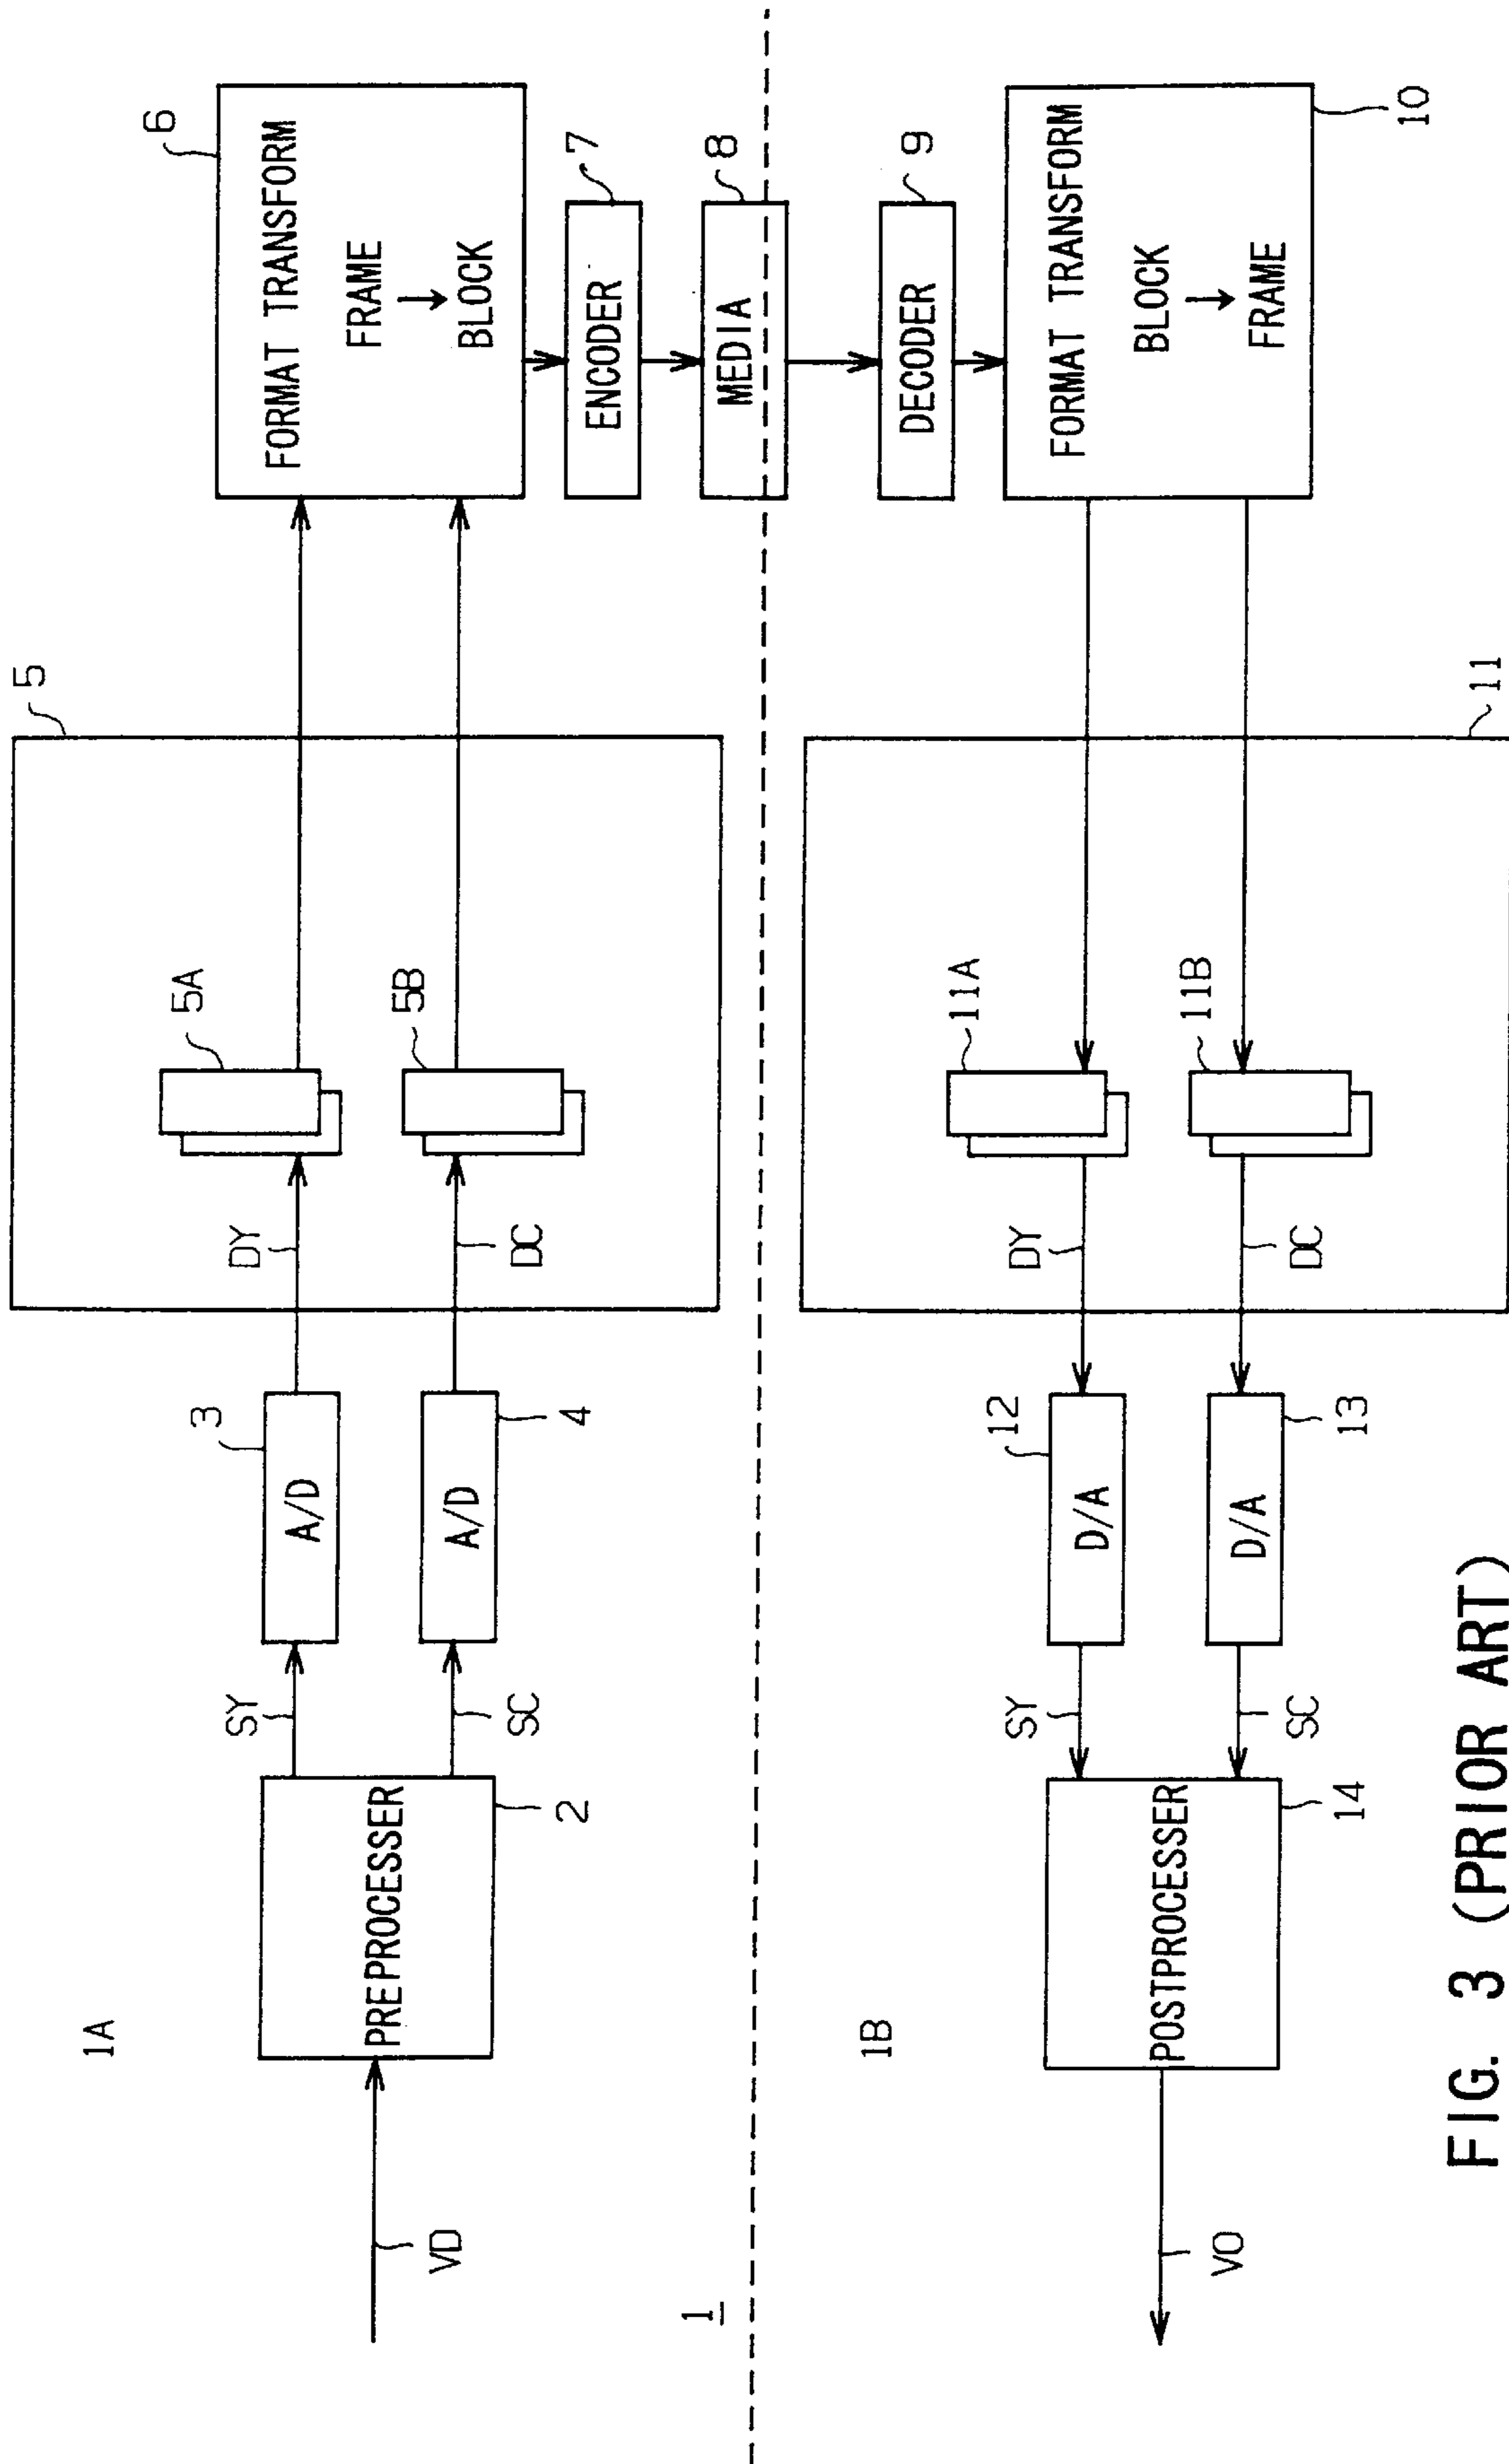 1A
VD
PREPROCESSER
2
SY
SC
A/D
3
A/D
4
DY
DC
5A
5B
5
FORMAT TRANSFORM
FRAME
↓
BLOCK
6
ENCODER
7
MEDIA
8
1
1B
DECODER
9
FORMAT TRANSFORM
BLOCK
↓
FRAME
10
11
11A
11B
DY
DC
D/A
12
D/A
13
SY
SC
POSTPROCESSER
14
VO
FIG. 3 (PRIOR ART)